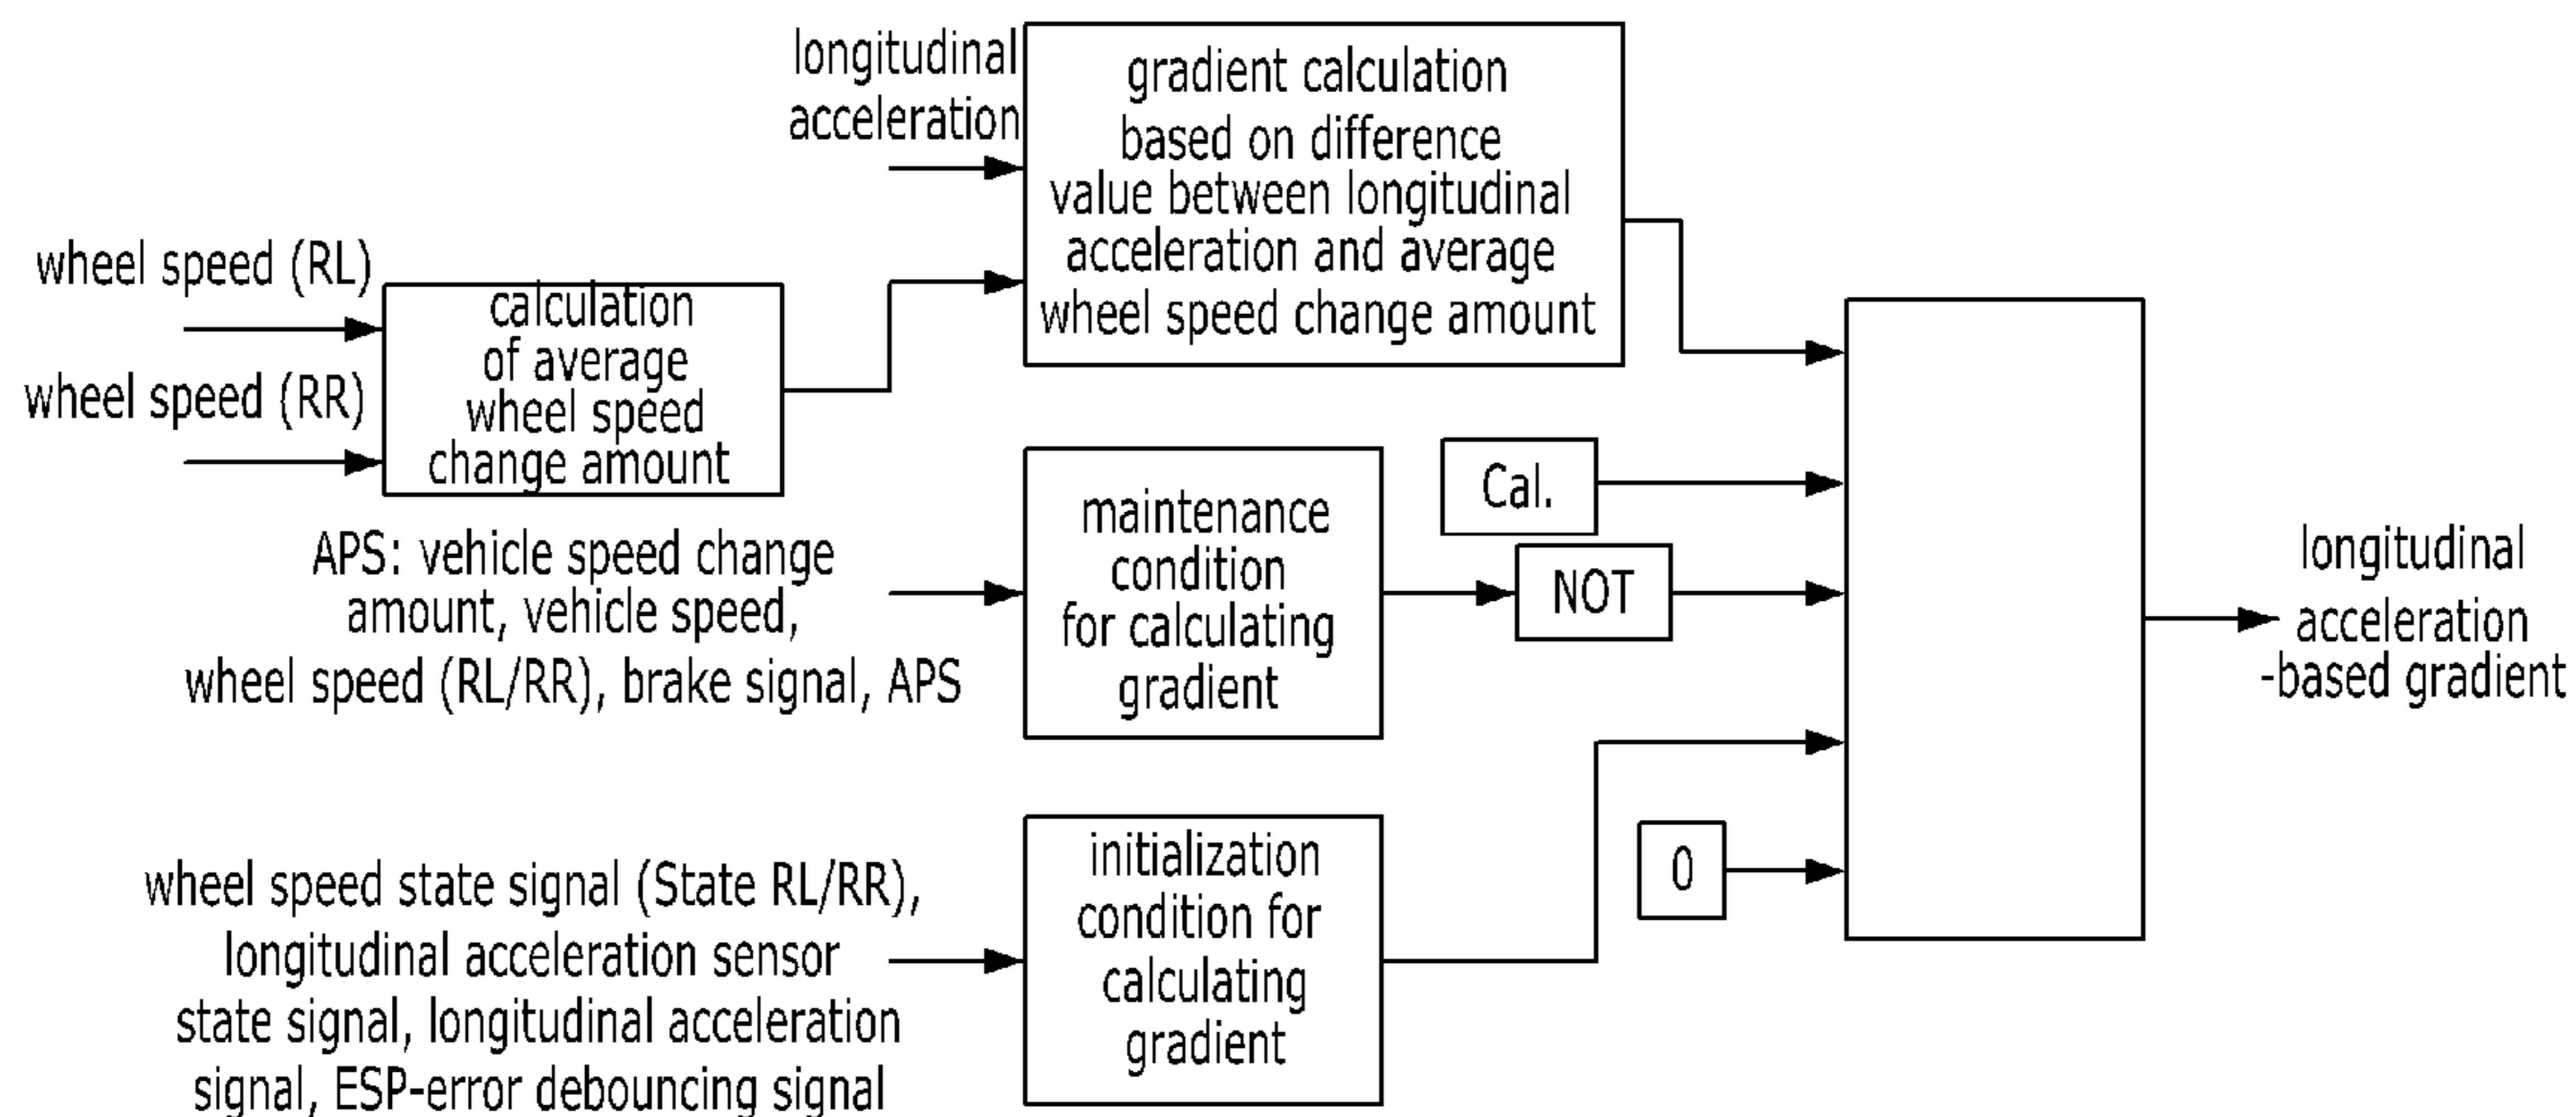 longitudinal
acceleration
gradient calculation
based on difference
value between longitudinal
acceleration and average
wheel speed change amount
wheel speed (RL)
wheel speed (RR)
calculation
of average
wheel speed
change amount
APS: vehicle speed change
amount, vehicle speed,
wheel speed (RL/RR), brake signal, APS
maintenance
condition
for calculating
gradient
Cal.
NOT
longitudinal
acceleration
-based gradient
wheel speed state signal (State RL/RR),
longitudinal acceleration sensor
state signal, longitudinal acceleration
signal, ESP-error debouncing signal
initialization
condition for
calculating
gradient
0